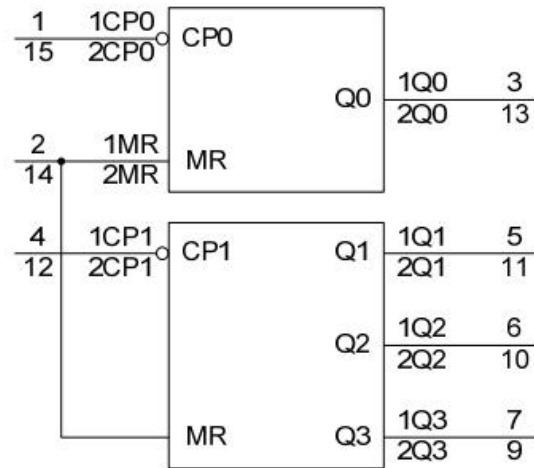 1 1CP0
15 2CP0 CP0
Q0 1Q0 3
2Q0 13
2 1MR
14 2MR MR
4 1CP1
12 2CP1 CP1
Q1 1Q1 5
2Q1 11
Q2 1Q2 6
2Q2 10
MR
Q3 1Q3 7
2Q3 9